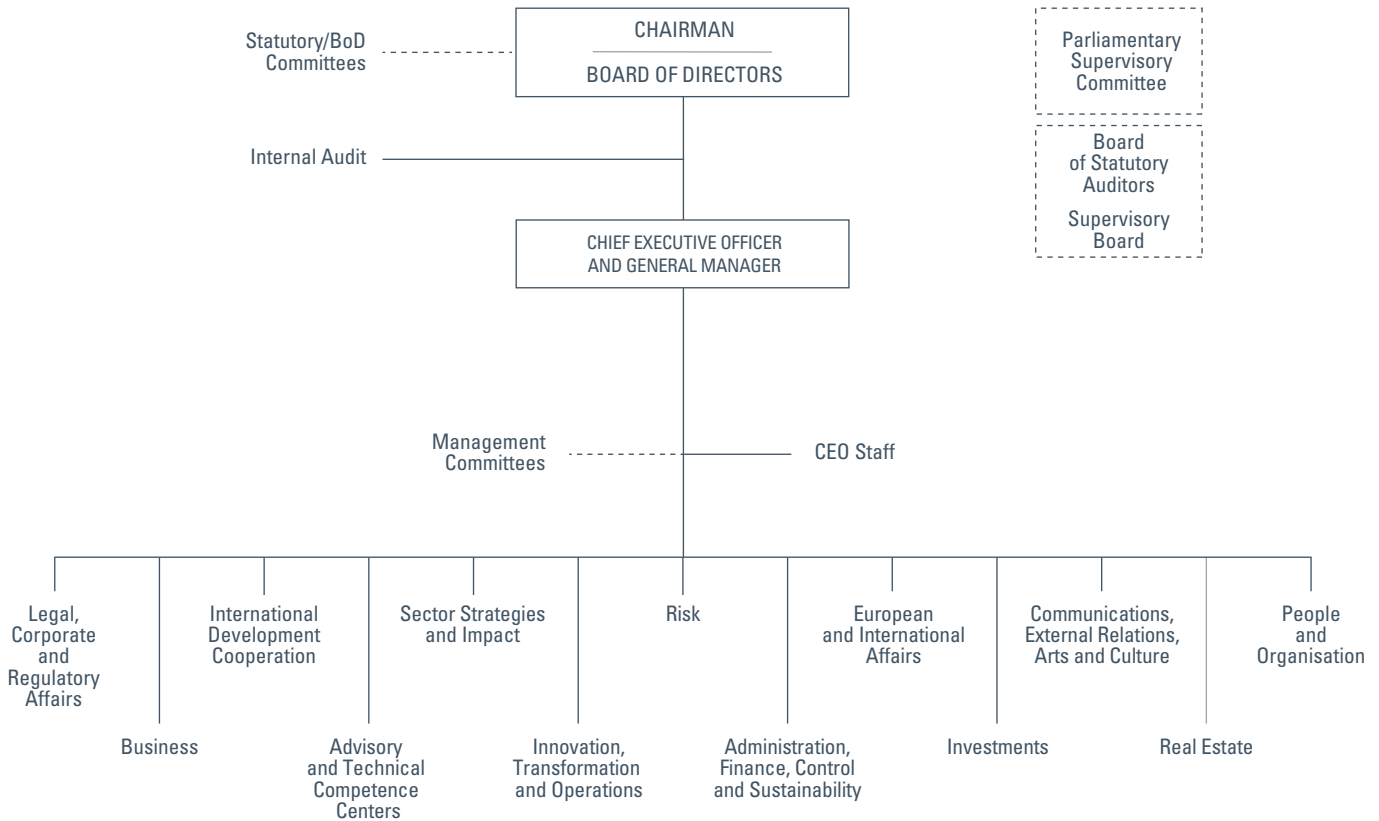 CHAIRMAN
BOARD OF DIRECTORS
Statutory/BoD
Committees
Parliamentary
Supervisory
Committee
Board
of Statutory
Auditors
Supervisory
Board
Internal Audit
CHIEF EXECUTIVE OFFICER
AND GENERAL MANAGER
Management
Committees
CEO Staff
Legal,
Corporate
and
Regulatory
Affairs
Business
International
Development
Cooperation
Advisory
and Technical
Competence
Centers
Sector Strategies
and Impact
Innovation,
Transformation
and Operations
Risk
Administration,
Finance, Control
and Sustainability
European
and International
Affairs
Investments
Communications,
External Relations,
Arts and Culture
Real Estate
People
and
Organisation